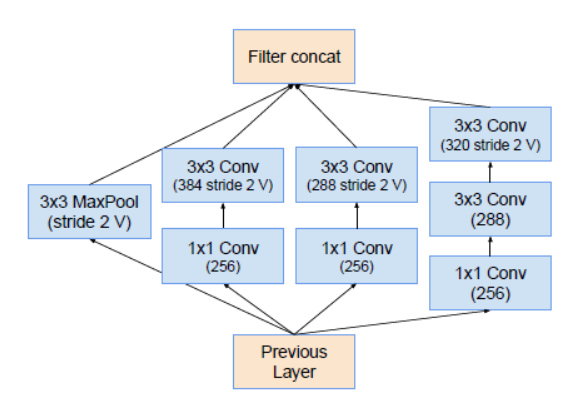 Filter concat
3x3 MaxPool
(stride 2 V)
3x3 Conv
(384 stride 2 V)
1x1 Conv
(256)
3x3 Conv
(288 stride 2 V)
1x1 Conv
(256)
3x3 Conv
(320 stride 2 V)
3x3 Conv
(288)
1x1 Conv
(256)
Previous
Layer